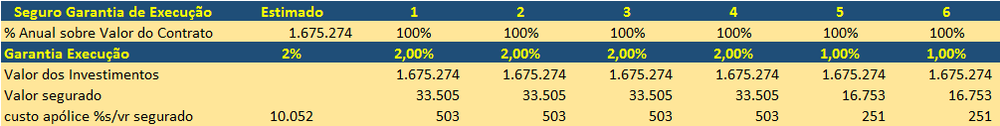 Seguro Garantia de Execução Estimado 1 2 3 4 5 6
% Anual sobre Valor do Contrato 1.675.274 100% 100% 100% 100% 100% 100%
Garantia Execução 2% 2,00% 2,00% 2,00% 2,00% 1,00% 1,00%
Valor dos Investimentos 1.675.274 1.675.274 1.675.274 1.675.274 1.675.274 1.675.274
Valor segurado 33.505 33.505 33.505 33.505 16.753 16.753
custo apólice %s/vr segurado 10.052 503 503 503 503 251 251